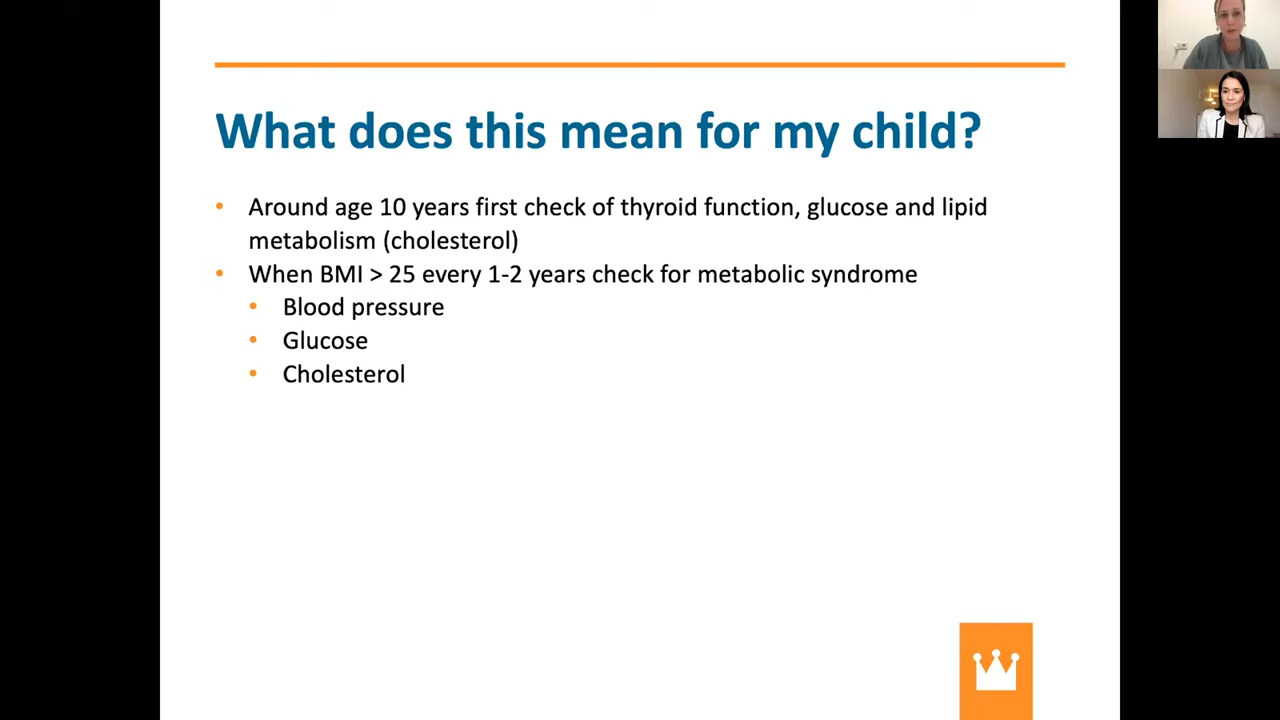 What does this mean for my child?
• Around age 10 years first check of thyroid function, glucose and lipid
metabolism (cholesterol)
• When BMI > 25 every 1-2 years check for metabolic syndrome
• Blood pressure
• Glucose
• Cholesterol